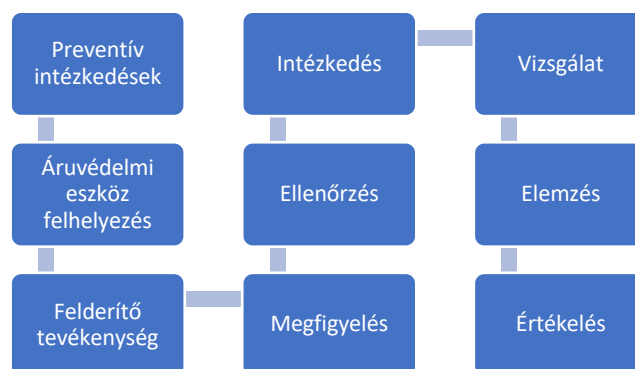 Preventív
intézkedések
Áruvédelmi
eszköz
felhelyezés
Felderítő
tevékenység
Megfigyelés
Ellenőrzés
Intézkedés
Vizsgálat
Elemzés
Értékelés